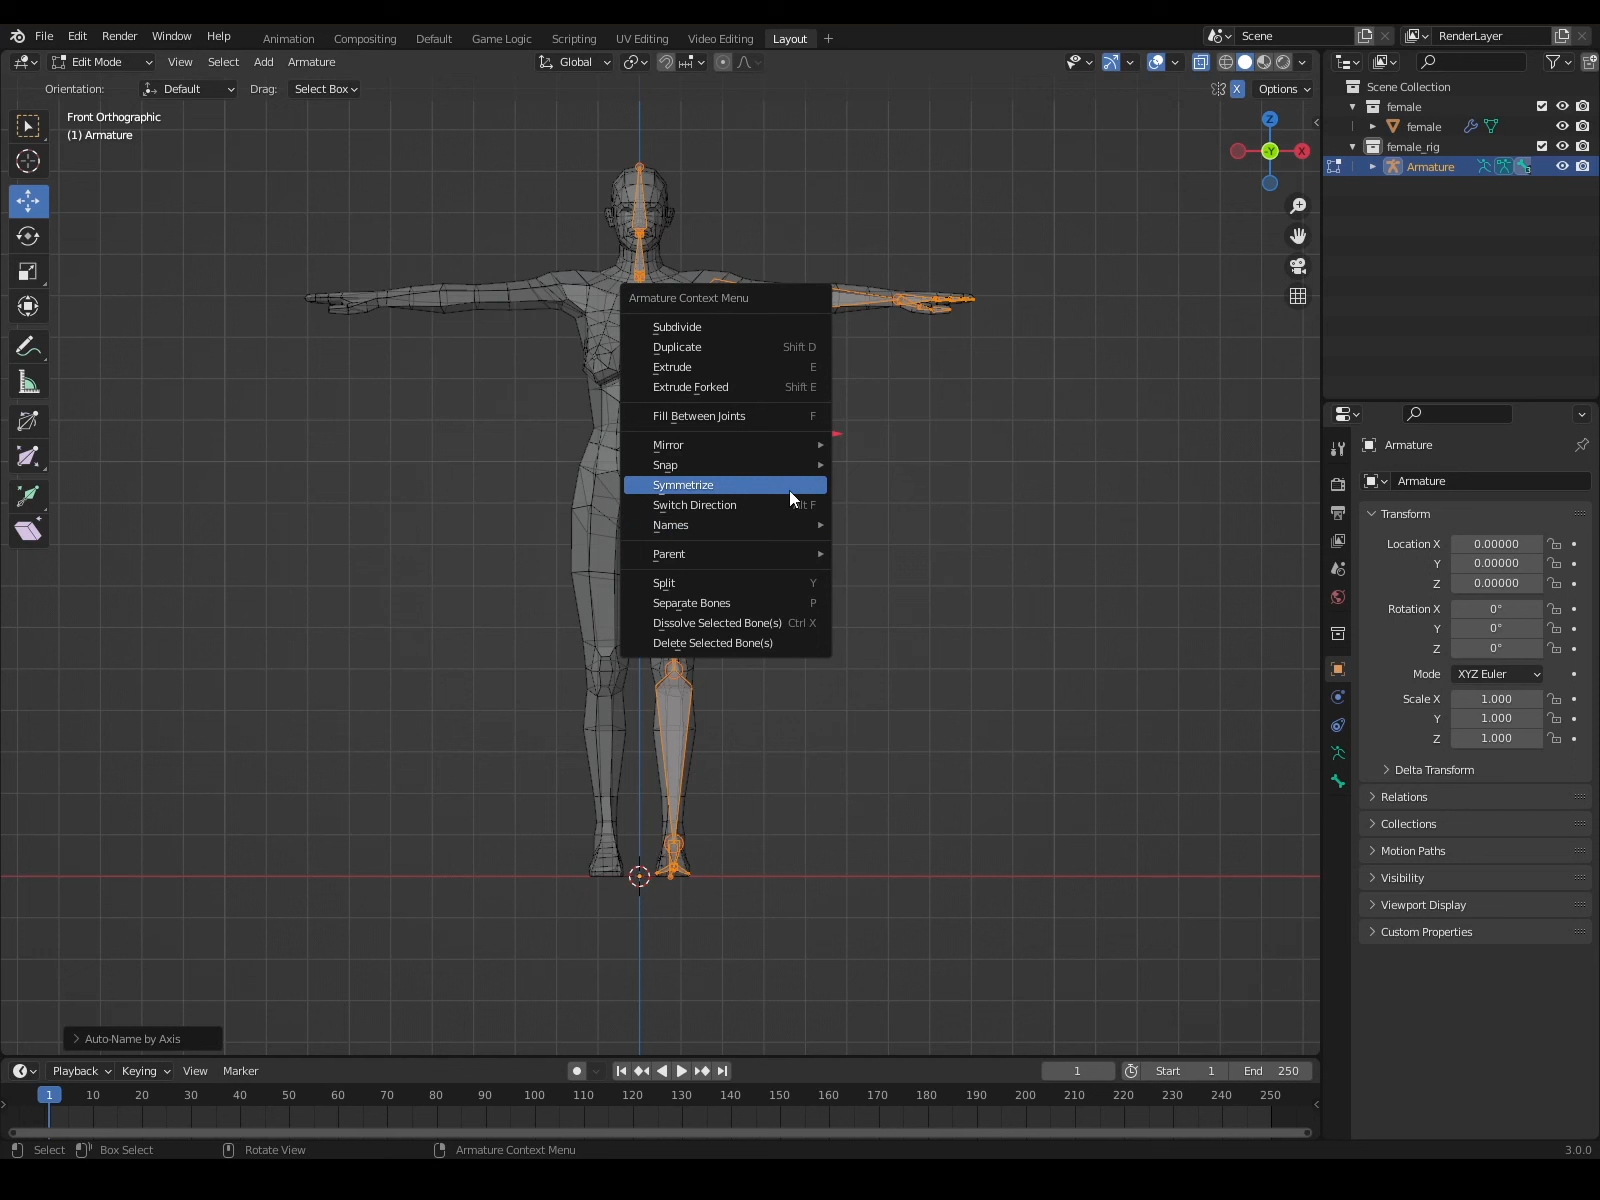 File Edit Render Window Help Animation Compositing Default Game Logic Scripting UV Editing Video Editing Layout + Scene RenderLayer
Edit Mode View Select Add Armature Global
Orientation: Default Drag: Select Box X Options
Front Orthographic
(1) Armature
Z
-Y
X
Scene Collection
female
female
female_rig
Armature
3
Armature Context Menu
Subdivide
Duplicate Shift D
Extrude E
Extrude Forked Shift E
Fill Between Joints F
Mirror
Snap
Symmetrize
Switch Direction lt F
Names
Parent
Split Y
Separate Bones P
Dissolve Selected Bone(s) Ctrl X
Delete Selected Bone(s)
Armature
Armature
Transform
Location X 0.00000
Y 0.00000
Z 0.00000
Rotation X 0°
Y 0°
Z 0°
Mode XYZ Euler
Scale X 1.000
Y 1.000
Z 1.000
Delta Transform
Relations
Collections
Motion Paths
Visibility
Viewport Display
Custom Properties
Auto-Name by Axis
Playback Keying View Marker 1 Start 1 End 250
1 10 20 30 40 50 60 70 80 90 100 110 120 130 140 150 160 170 180 190 200 210 220 230 240 250
Select Box Select Rotate View Armature Context Menu 3.0.0